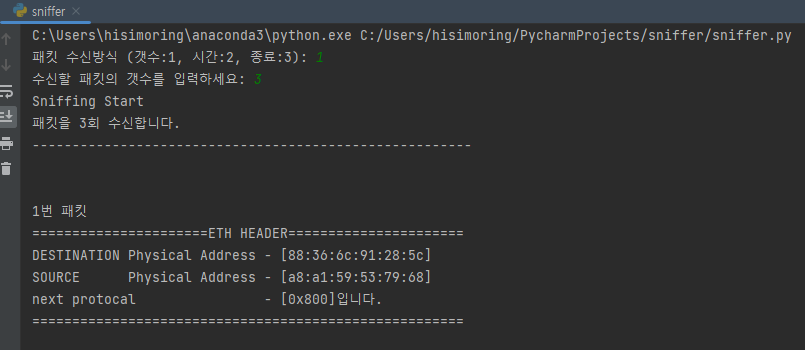 sniffer
C:\Users\hisimoring\anaconda3\python.exe C:/Users/hisimoring/PycharmProjects/sniffer/sniffer.py
패킷 수신방식 (갯수:1, 시간:2, 종료:3): 1
수신할 패킷의 갯수를 입력하세요: 3
Sniffing Start
패킷을 3회 수신합니다.
-------------------------------------------------------
1번 패킷
======================ETH HEADER======================
DESTINATION Physical Address - [88:36:6c:91:28:5c]
SOURCE      Physical Address - [a8:a1:59:53:79:68]
next protocal                - [0x800]입니다.
======================================================